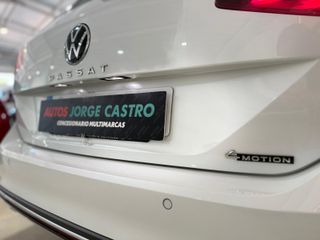 PASSAT
AUTOS JORGE CASTRO
CONCESIONARIO MULTIMARCAS
4MOTION